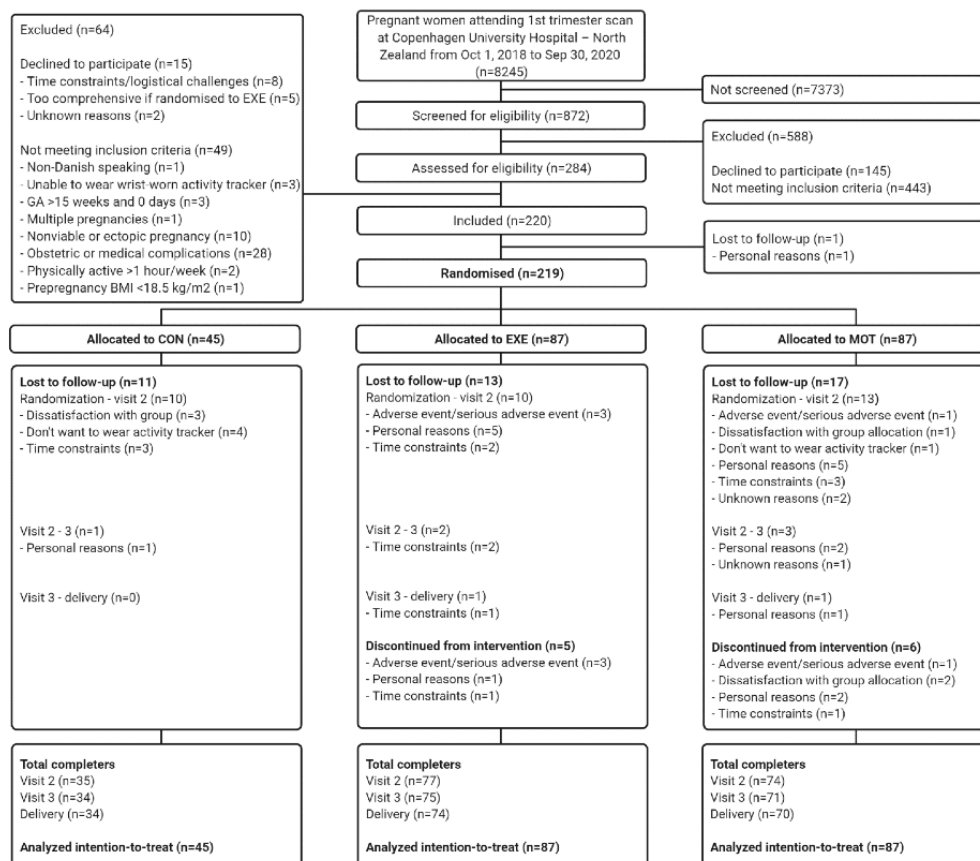 Pregnant women attending 1st trimester scan
at Copenhagen University Hospital – North
Zealand from Oct 1, 2018 to Sep 30, 2020
(n=8245)
Not screened (n=7373)
Screened for eligibility (n=872)
Excluded (n=588)
Declined to participate (n=145)
Not meeting inclusion criteria (n=443)
Assessed for eligibility (n=284)
Excluded (n=64)
Declined to participate (n=15)
- Time constraints/logistical challenges (n=8)
- Too comprehensive if randomised to EXE (n=5)
- Unknown reasons (n=2)
Not meeting inclusion criteria (n=49)
- Non-Danish speaking (n=1)
- Unable to wear wrist-worn activity tracker (n=3)
- GA >15 weeks and 0 days (n=3)
- Multiple pregnancies (n=1)
- Nonviable or ectopic pregnancy (n=10)
- Obstetric or medical complications (n=28)
- Physically active >1 hour/week (n=2)
- Prepregnancy BMI <18.5 kg/m2 (n=1)
Included (n=220)
Lost to follow-up (n=1)
- Personal reasons (n=1)
Randomised (n=219)
Allocated to CON (n=45)
Lost to follow-up (n=11)
Randomization - visit 2 (n=10)
- Dissatisfaction with group (n=3)
- Don't want to wear activity tracker (n=4)
- Time constraints (n=3)
Visit 2 - 3 (n=1)
- Personal reasons (n=1)
Visit 3 - delivery (n=0)
Total completers
Visit 2 (n=35)
Visit 3 (n=34)
Delivery (n=34)
Analyzed intention-to-treat (n=45)
Allocated to EXE (n=87)
Lost to follow-up (n=13)
Randomization - visit 2 (n=10)
- Adverse event/serious adverse event (n=3)
- Personal reasons (n=5)
- Time constraints (n=2)
Visit 2 - 3 (n=2)
- Time constraints (n=2)
Visit 3 - delivery (n=1)
- Time constraints (n=1)
Discontinued from intervention (n=5)
- Adverse event/serious adverse event (n=3)
- Personal reasons (n=1)
- Time constraints (n=1)
Total completers
Visit 2 (n=77)
Visit 3 (n=75)
Delivery (n=74)
Analyzed intention-to-treat (n=87)
Allocated to MOT (n=87)
Lost to follow-up (n=17)
Randomization - visit 2 (n=13)
- Adverse event/serious adverse event (n=1)
- Dissatisfaction with group allocation (n=1)
- Don't want to wear activity tracker (n=1)
- Personal reasons (n=5)
- Time constraints (n=3)
- Unknown reasons (n=2)
Visit 2 - 3 (n=3)
- Personal reasons (n=2)
- Unknown reasons (n=1)
Visit 3 - delivery (n=1)
- Personal reasons (n=1)
Discontinued from intervention (n=6)
- Adverse event/serious adverse event (n=1)
- Dissatisfaction with group allocation (n=2)
- Personal reasons (n=2)
- Time constraints (n=1)
Total completers
Visit 2 (n=74)
Visit 3 (n=71)
Delivery (n=70)
Analyzed intention-to-treat (n=87)